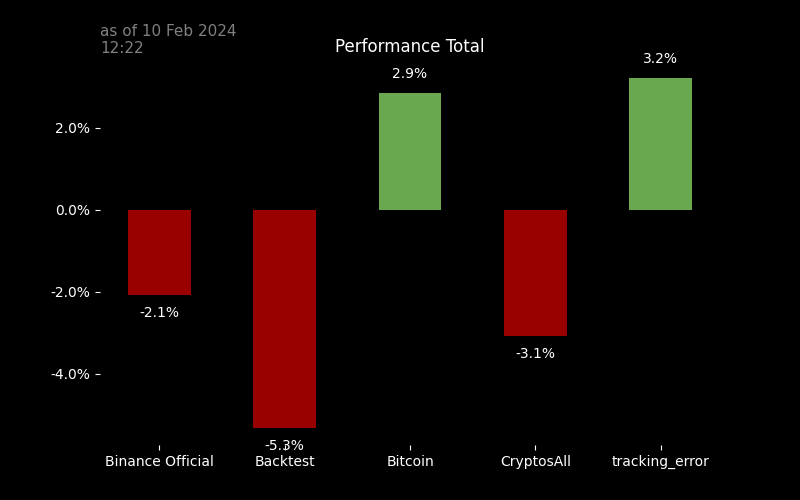 as of 10 Feb 2024
12:22
Performance Total
3.2%
2.9%
2.0%
0.0%
-2.0%
-2.1%
-3.1%
-4.0%
-5.3%
Binance Official
Backtest
Bitcoin
CryptosAll
tracking_error